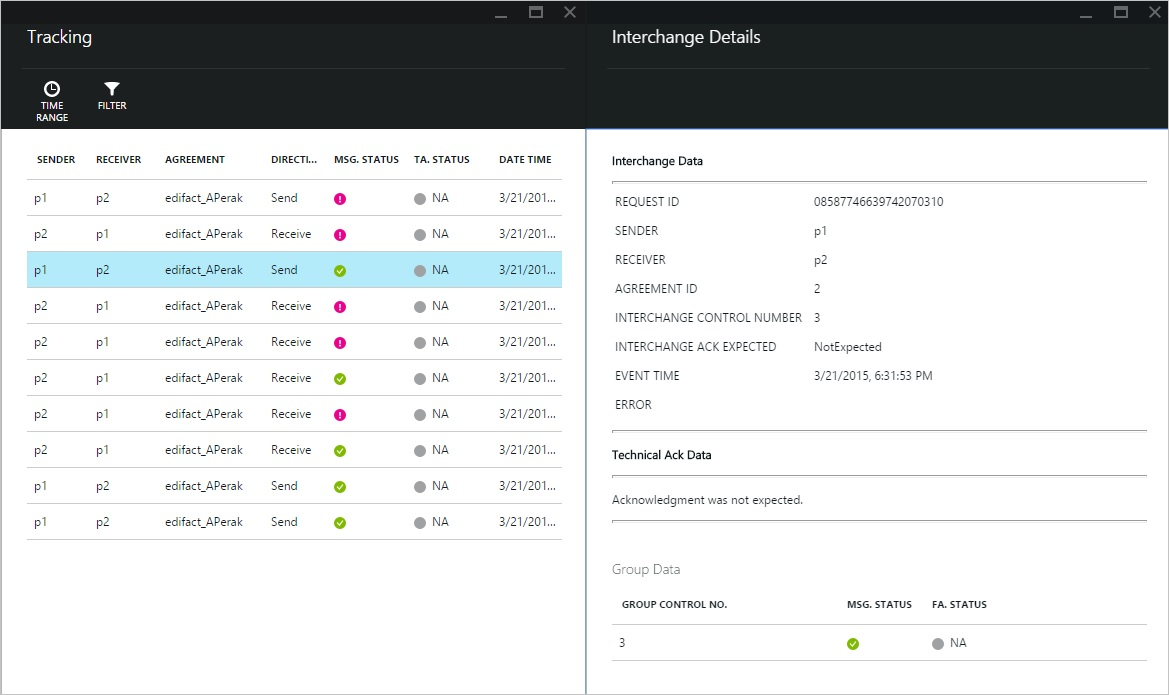 Tracking
TIME
RANGE
FILTER
SENDER RECEIVER AGREEMENT DIRECTI... MSG. STATUS TA. STATUS DATE TIME
p1 p2 edifact_APerak Send NA 3/21/201...
p2 p1 edifact_APerak Receive NA 3/21/201...
p1 p2 edifact_APerak Send NA 3/21/201...
p2 p1 edifact_APerak Receive NA 3/21/201...
p2 p1 edifact_APerak Receive NA 3/21/201...
p2 p1 edifact_APerak Receive NA 3/21/201...
p2 p1 edifact_APerak Receive NA 3/21/201...
p2 p1 edifact_APerak Receive NA 3/21/201...
p1 p2 edifact_APerak Send NA 3/21/201...
p1 p2 edifact_APerak Send NA 3/21/201...
Interchange Details
Interchange Data
REQUEST ID 08587746639742070310
SENDER p1
RECEIVER p2
AGREEMENT ID 2
INTERCHANGE CONTROL NUMBER 3
INTERCHANGE ACK EXPECTED NotExpected
EVENT TIME 3/21/2015, 6:31:53 PM
ERROR
Technical Ack Data
Acknowledgment was not expected.
Group Data
GROUP CONTROL NO. MSG. STATUS FA. STATUS
3 NA